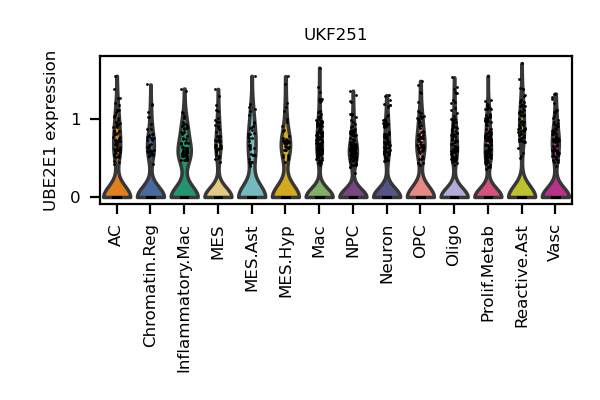 UKF251
UBE2E1 expression
1
0
AC
Chromatin.Reg
Inflammatory.Mac
MES
MES.Ast
MES.Hyp
Mac
NPC
Neuron
OPC
Oligo
Prolif.Metab
Reactive.Ast
Vasc